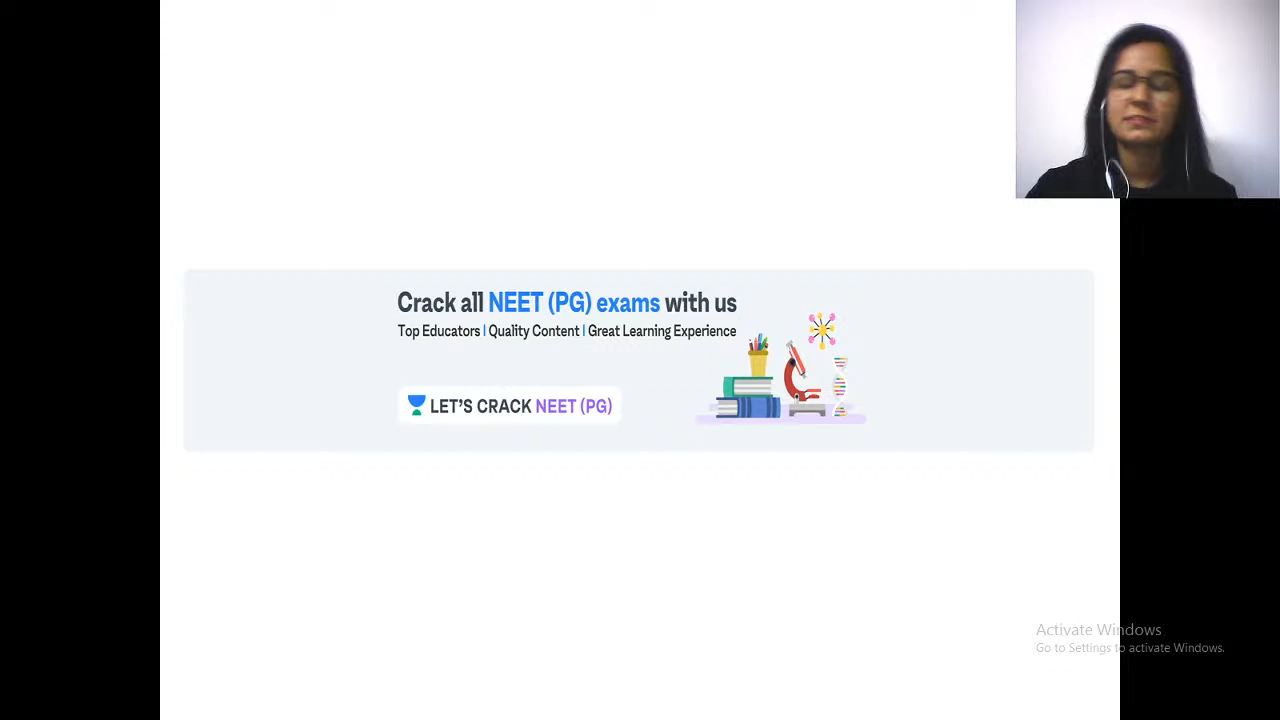 Crack all NEET (PG) exams with us
Top Educators | Quality Content | Great Learning Experience
LET'S CRACK NEET (PG)
Activate Windows
Go to Settings to activate Windows.